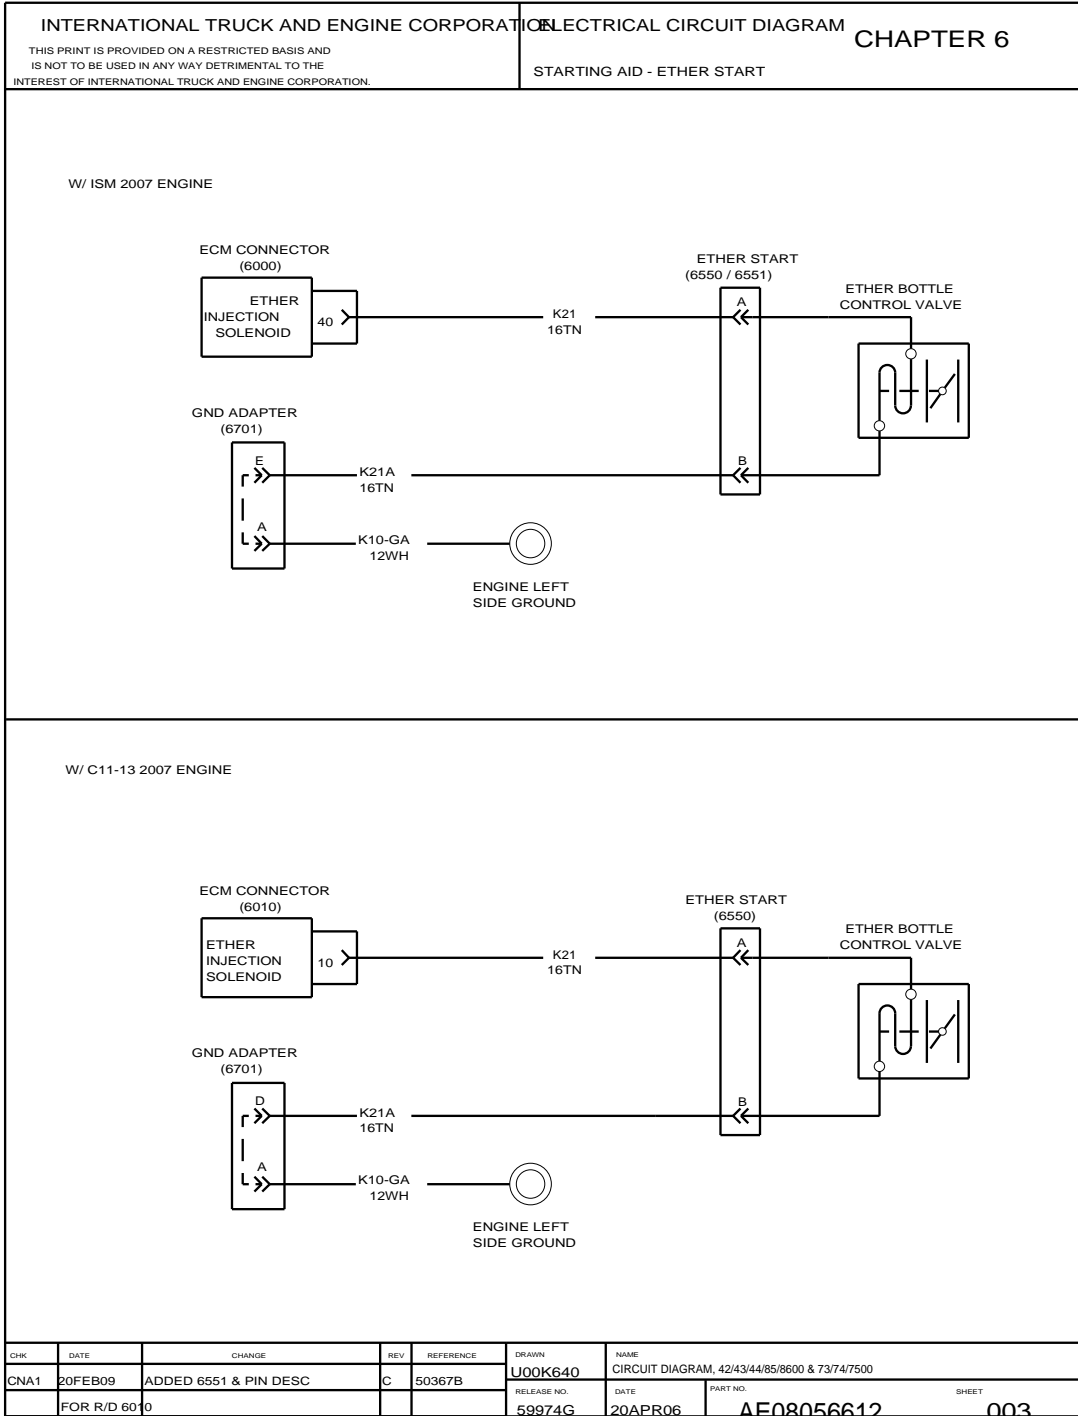 INTERNATIONAL TRUCK AND ENGINE CORPORATION
THIS PRINT IS PROVIDED ON A RESTRICTED BASIS AND
IS NOT TO BE USED IN ANY WAY DETRIMENTAL TO THE
INTEREST OF INTERNATIONAL TRUCK AND ENGINE CORPORATION.
ELECTRICAL CIRCUIT DIAGRAM
CHAPTER 6
STARTING AID - ETHER START
W/ ISM 2007 ENGINE
ECM CONNECTOR
(6000)
ETHER
INJECTION
SOLENOID
40
K21
16TN
ETHER START
(6550 / 6551)
A
B
ETHER BOTTLE
CONTROL VALVE
GND ADAPTER
(6701)
E
A
K21A
16TN
K10-GA
12WH
ENGINE LEFT
SIDE GROUND
W/ C11-13 2007 ENGINE
ECM CONNECTOR
(6010)
ETHER
INJECTION
SOLENOID
10
K21
16TN
ETHER START
(6550)
A
B
ETHER BOTTLE
CONTROL VALVE
GND ADAPTER
(6701)
D
A
K21A
16TN
K10-GA
12WH
ENGINE LEFT
SIDE GROUND
CHK DATE CHANGE REV REFERENCE
CNA1 20FEB09 ADDED 6551 & PIN DESC C 50367B
FOR R/D 6010
DRAWN
U00K640
NAME
CIRCUIT DIAGRAM, 42/43/44/85/8600 & 73/74/7500
RELEASE NO.
59974G
DATE
20APR06
PART NO.
AE08056612
SHEET
003